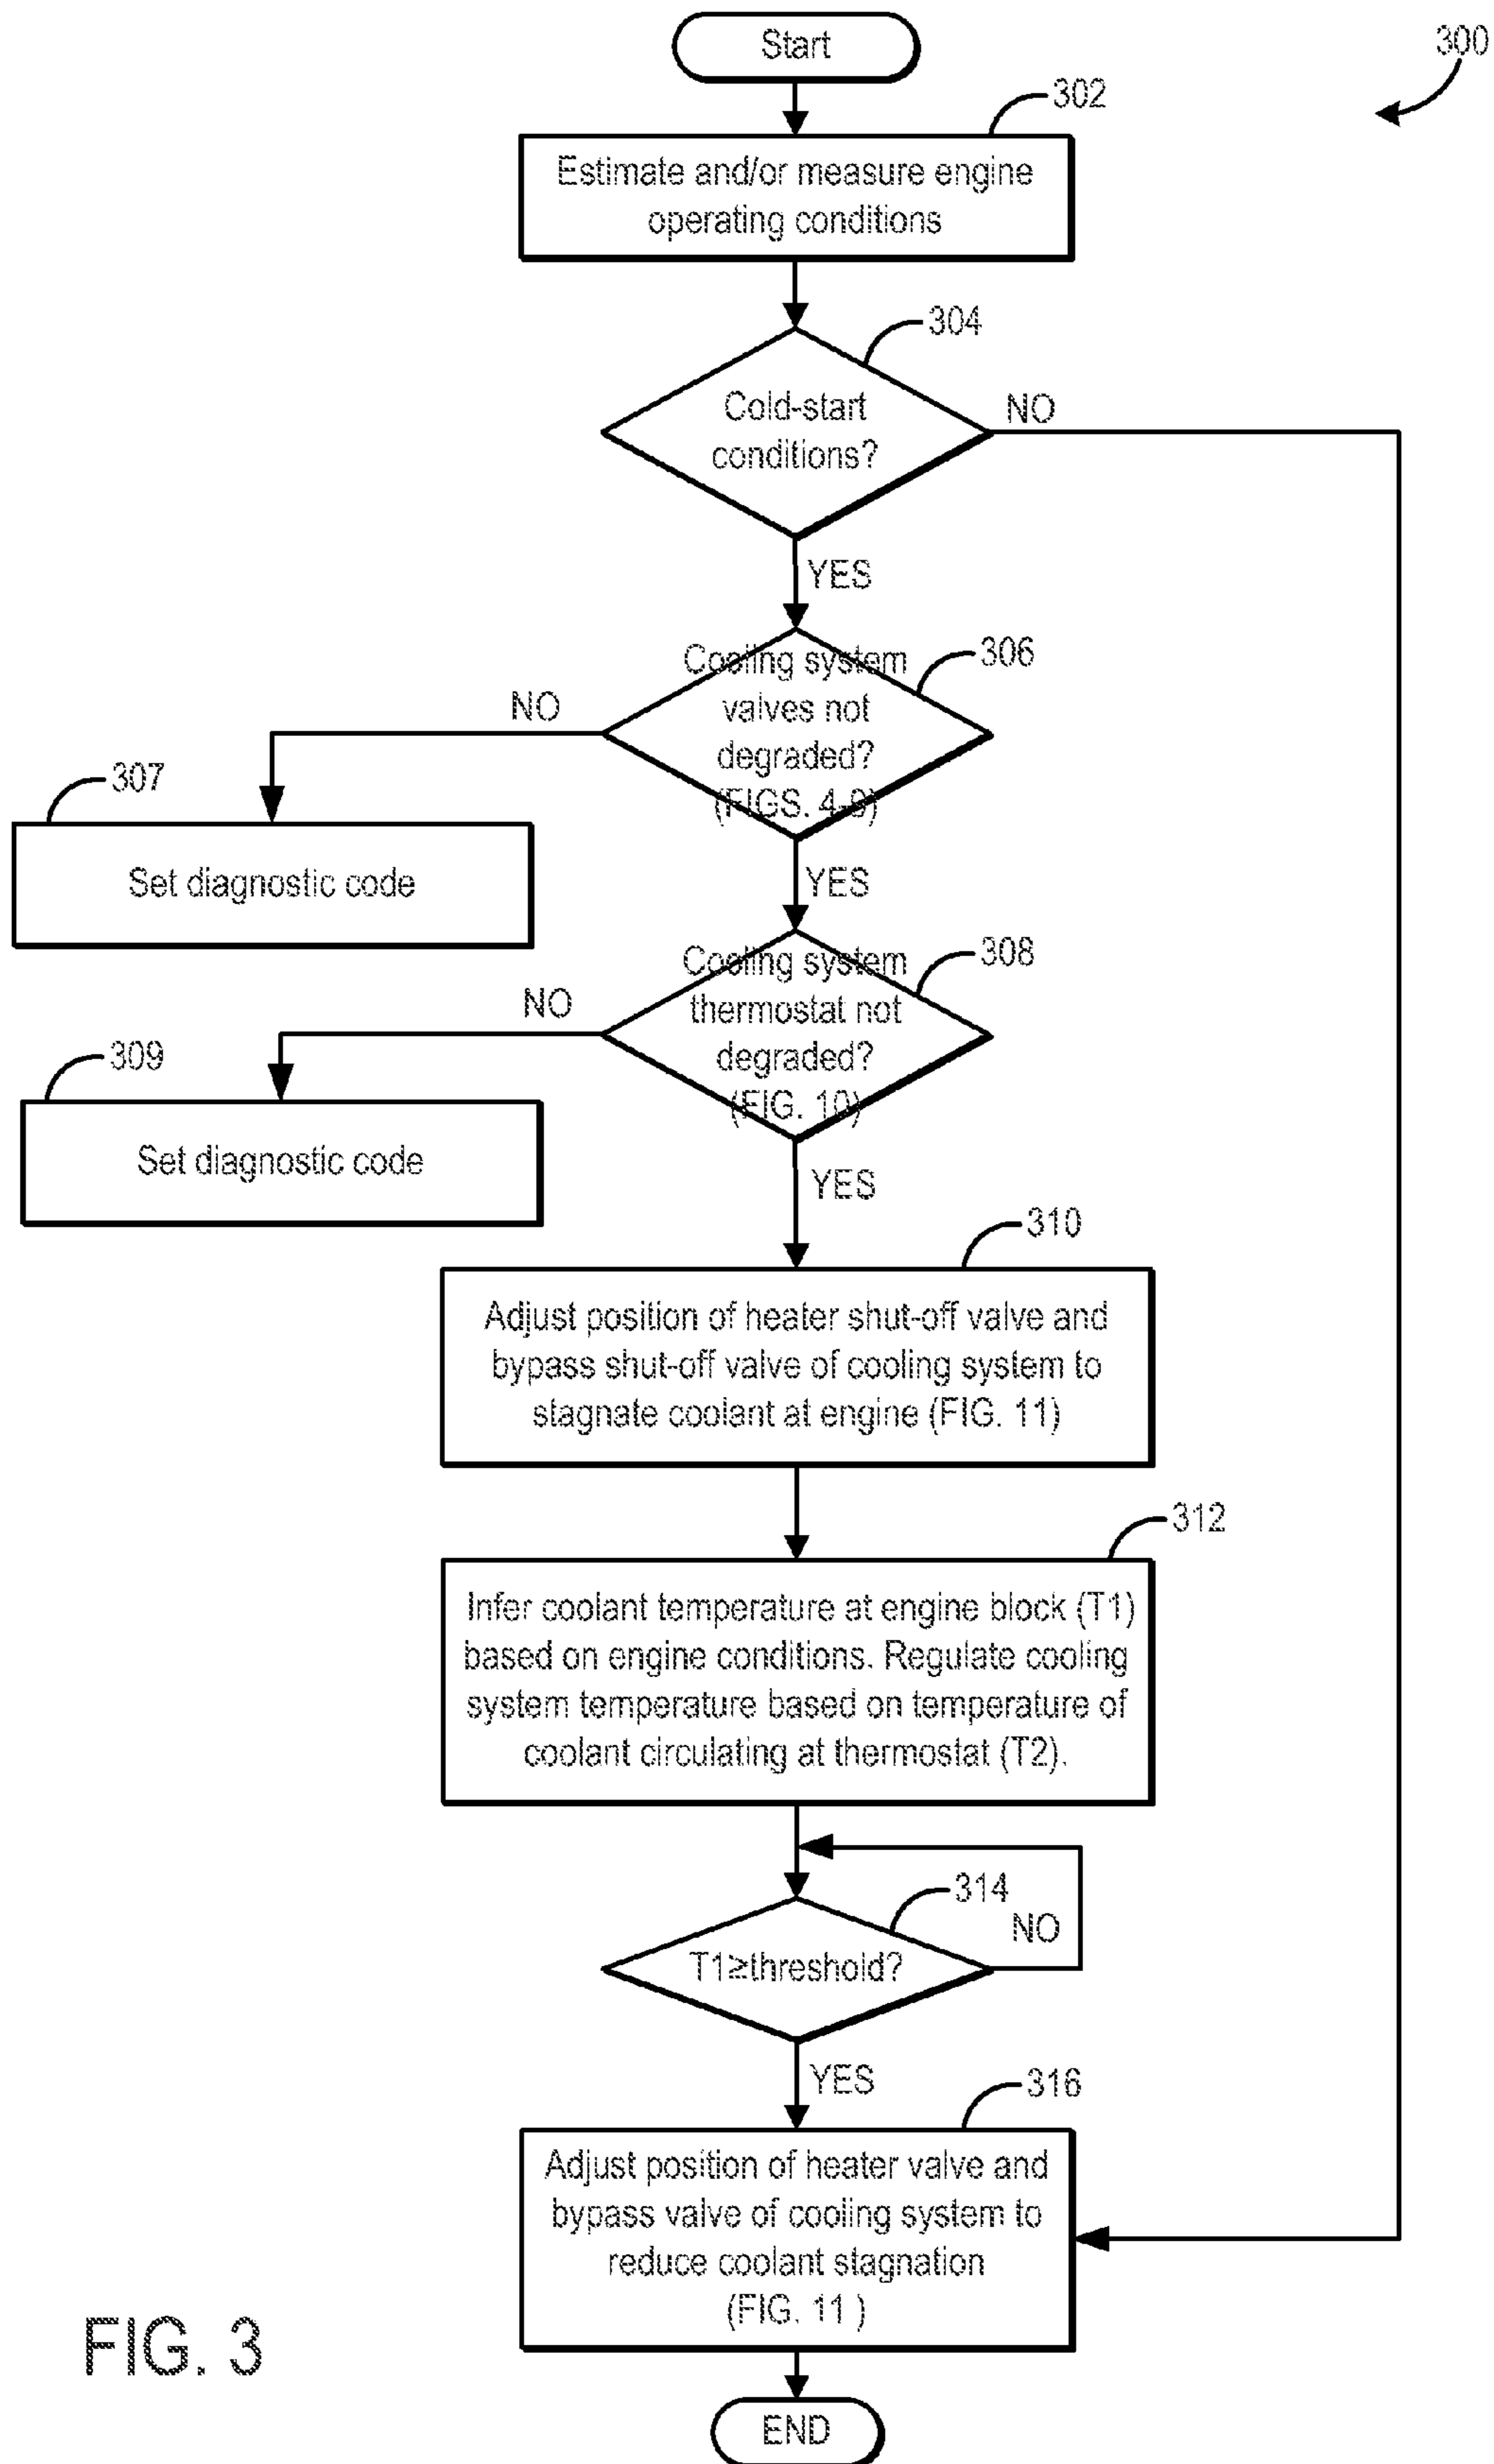 Start
300
302
Estimate and/or measure engine
operating conditions
304
Cold-start
conditions?
NO
YES
306
Cooling system
valves not
degraded?
(FIGS. 4-9)
NO
307
Set diagnostic code
YES
308
Cooling system
thermostat not
degraded?
(FIG. 10)
NO
309
Set diagnostic code
YES
310
Adjust position of heater shut-off valve and
bypass shut-off valve of cooling system to
stagnate coolant at engine (FIG. 11)
312
Infer coolant temperature at engine block (T1)
based on engine conditions. Regulate cooling
system temperature based on temperature of
coolant circulating at thermostat (T2).
314
NO
T1≥threshold?
YES
316
Adjust position of heater valve and
bypass valve of cooling system to
reduce coolant stagnation
(FIG. 11 )
FIG. 3
END